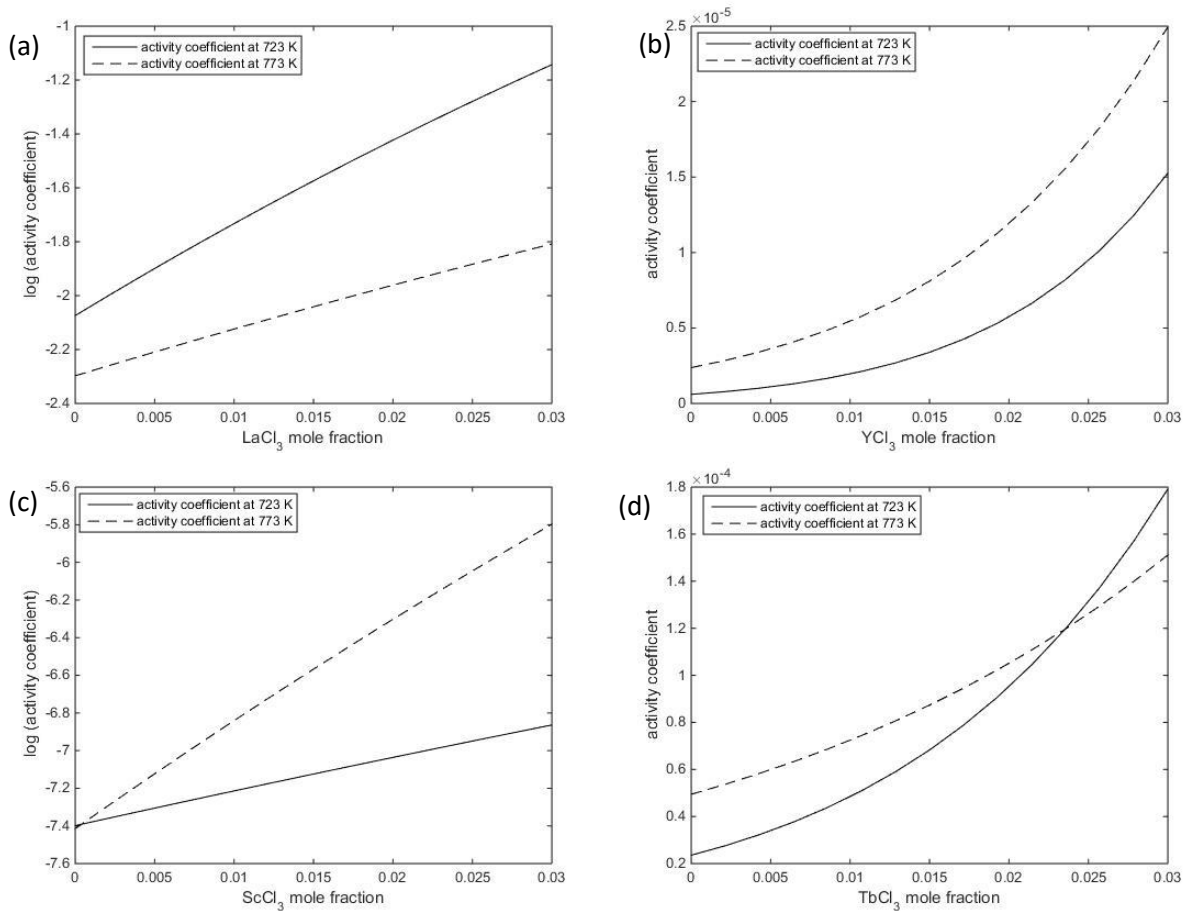 (a)
-1
-1.2
-1.4
-1.6
-1.8
-2
-2.2
-2.4
log (activity coefficient)
activity coefficient at 723 K
activity coefficient at 773 K
0 0.005 0.01 0.015 0.02 0.025 0.03
LaCl₃ mole fraction
(b)
×10⁻⁵
2.5
2
1.5
1
0.5
0
activity coefficient
activity coefficient at 723 K
activity coefficient at 773 K
0 0.005 0.01 0.015 0.02 0.025 0.03
YCl₃ mole fraction
(c)
-5.6
-5.8
-6
-6.2
-6.4
-6.6
-6.8
-7
-7.2
-7.4
-7.6
log (activity coefficient)
activity coefficient at 723 K
activity coefficient at 773 K
0 0.005 0.01 0.015 0.02 0.025 0.03
ScCl₃ mole fraction
(d)
×10⁻⁴
1.8
1.6
1.4
1.2
1
0.8
0.6
0.4
0.2
activity coefficient
activity coefficient at 723 K
activity coefficient at 773 K
0 0.005 0.01 0.015 0.02 0.025 0.03
TbCl₃ mole fraction